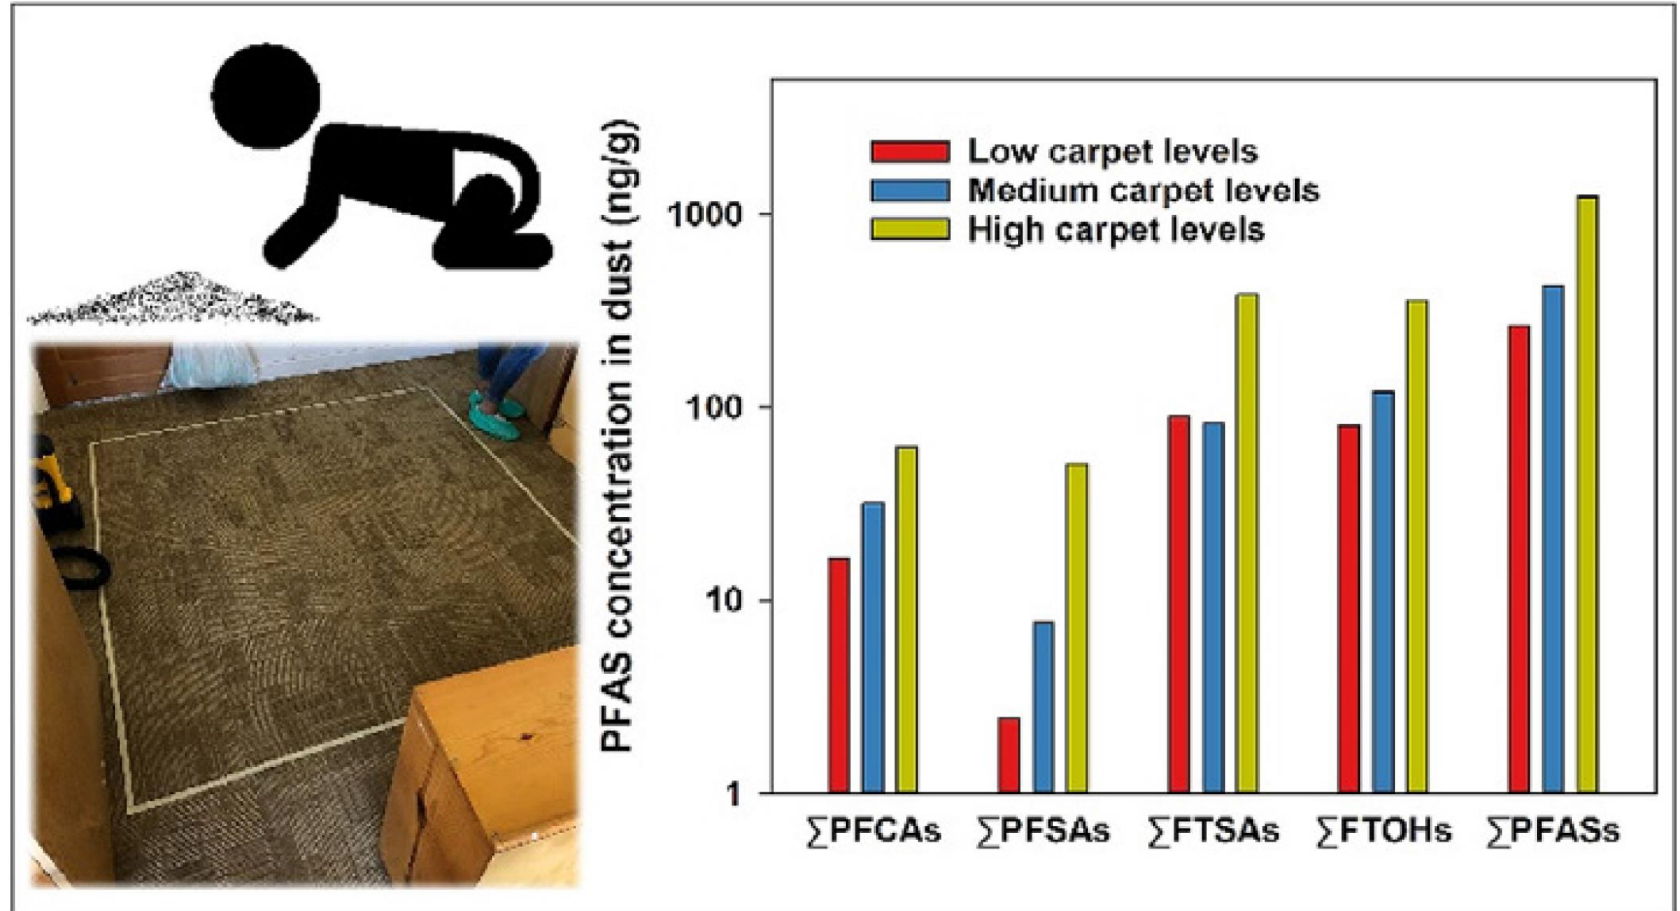 PFAS concentration in dust (ng/g)
Low carpet levels
Medium carpet levels
High carpet levels
1000
100
10
1
∑PFCAs ∑PFSAs ∑FTSAs ∑FTOHs ∑PFASs